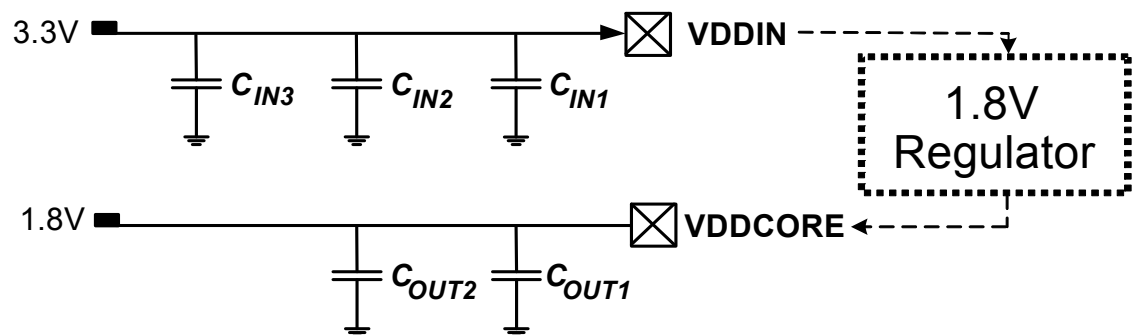 3.3V
VDDIN
CIN3
CIN2
CIN1
1.8V
Regulator
1.8V
VDDCORE
COUT2
COUT1